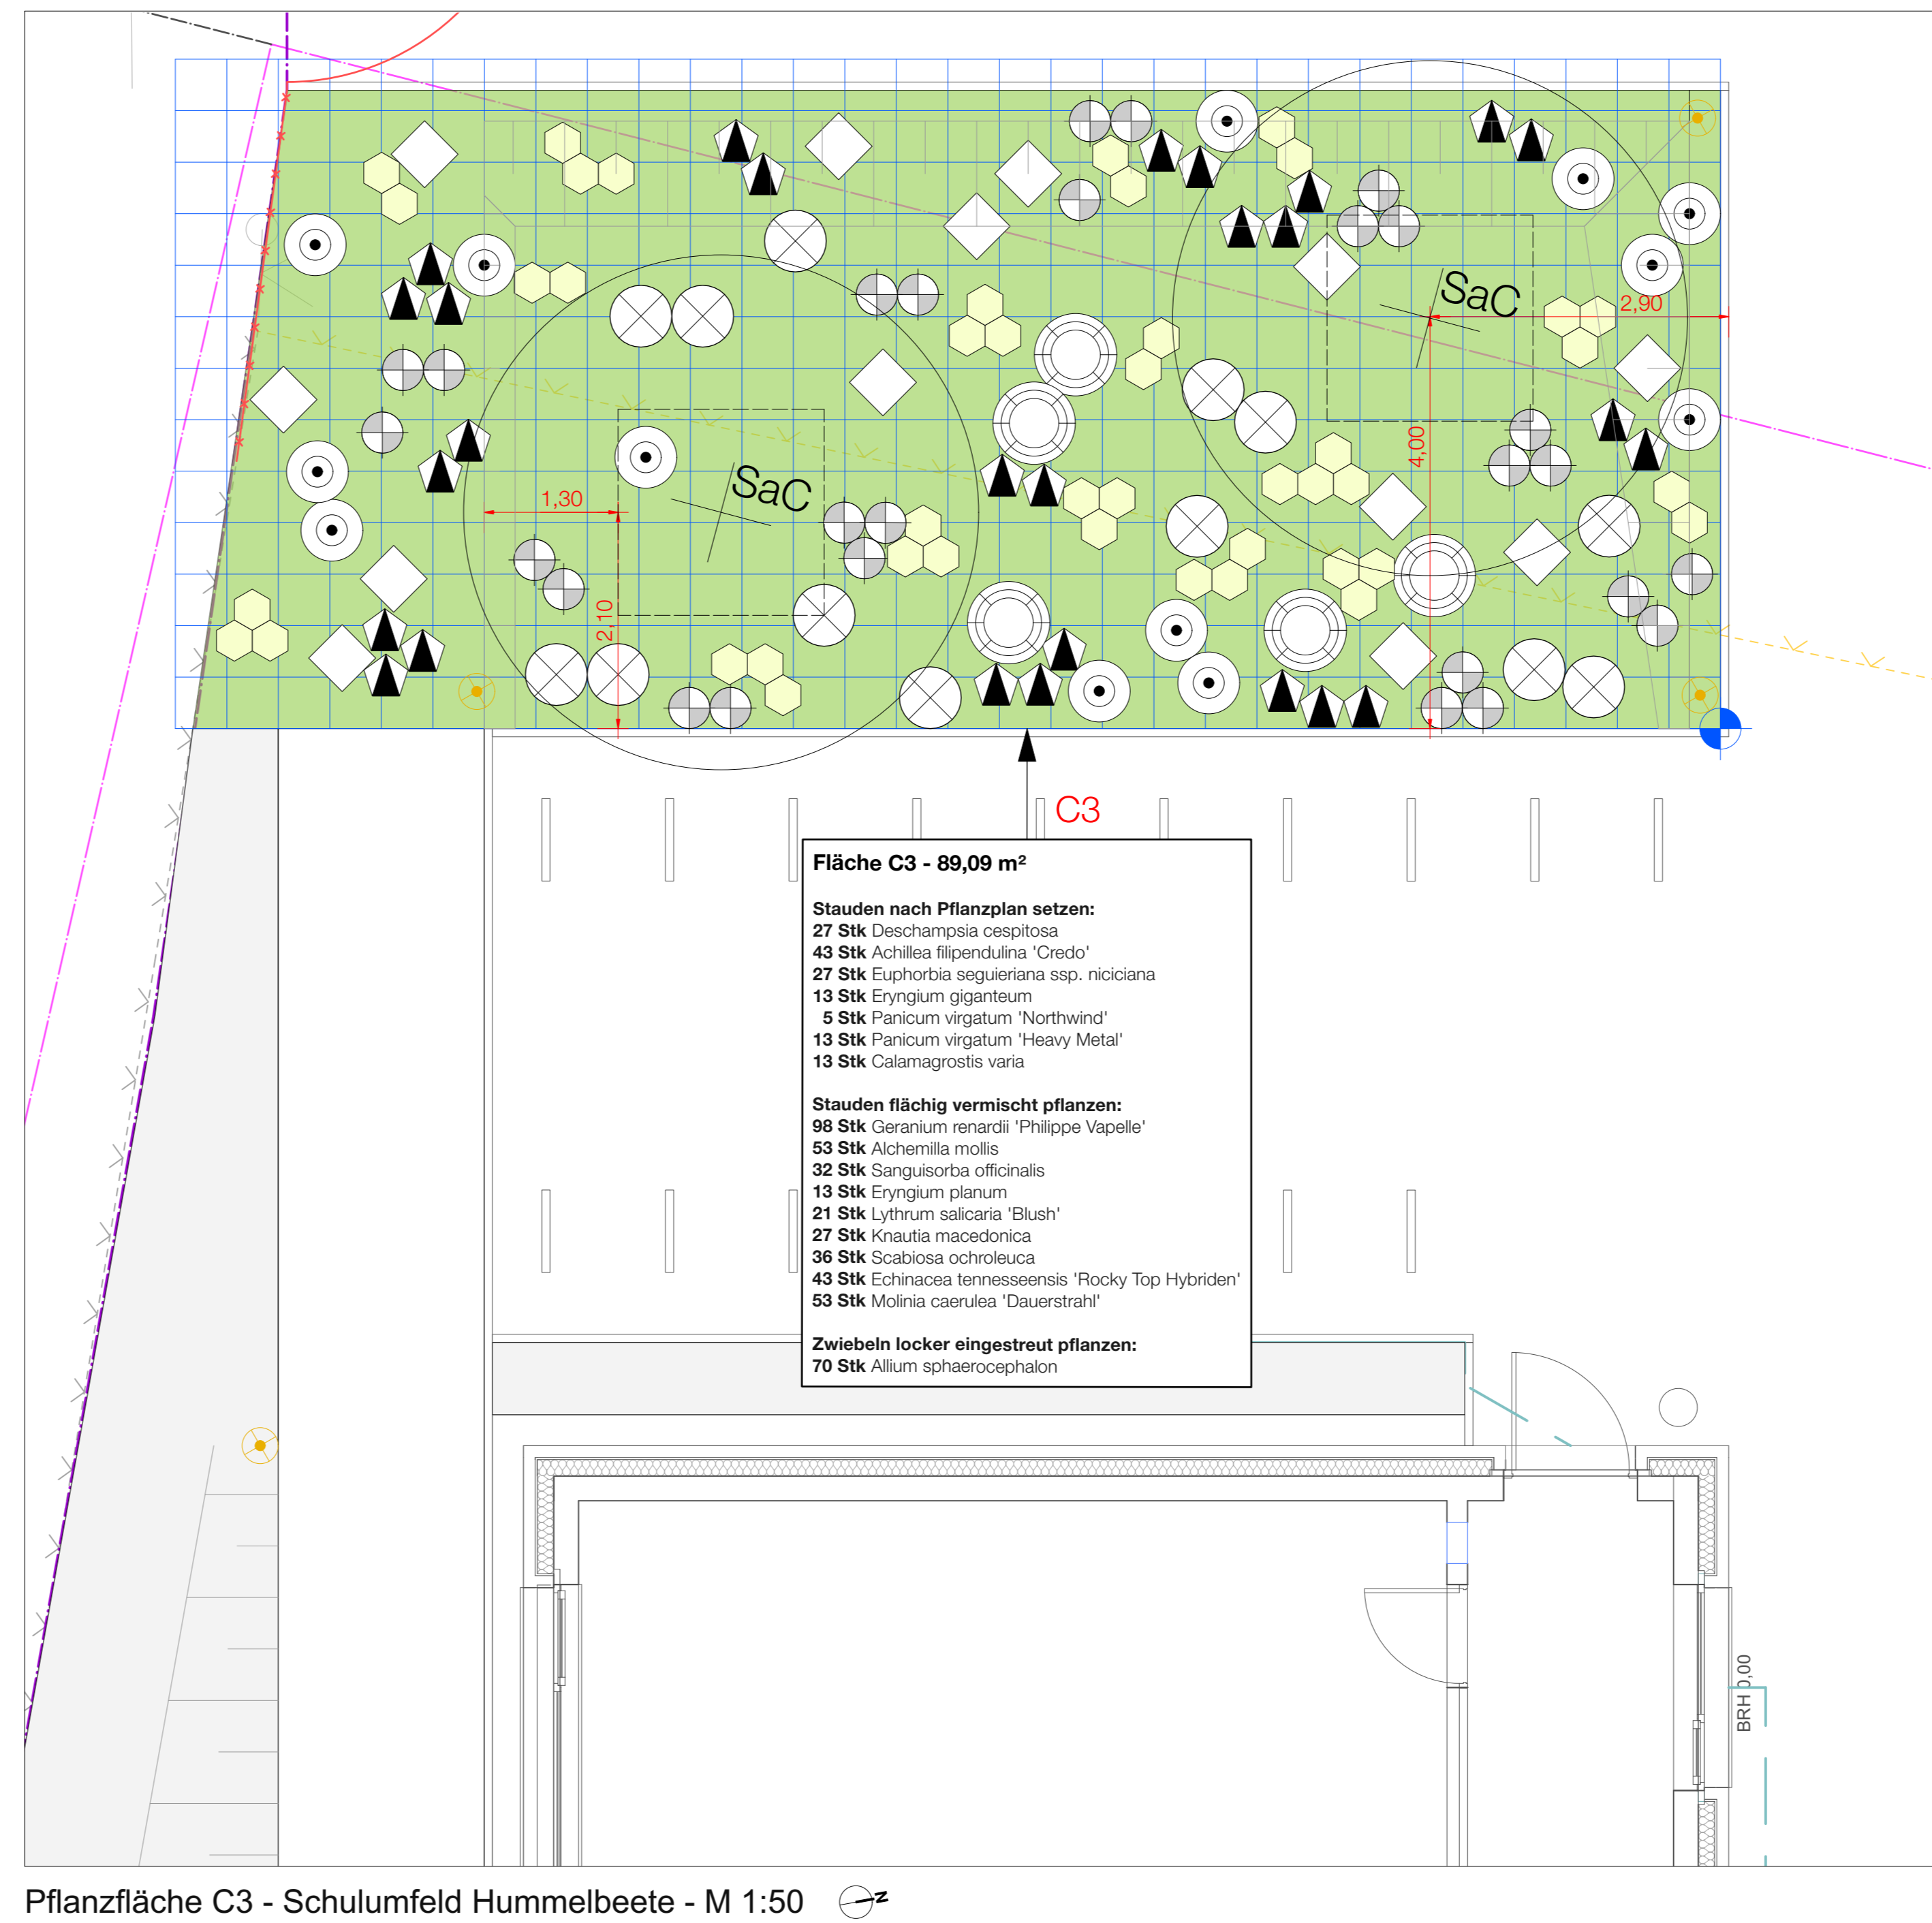 SaC
2,90
4,00
SaC
1,30
2,10
C3
Fläche C3 - 89,09 m²
Stauden nach Pflanzplan setzen:
27 Stk Deschampsia cespitosa
43 Stk Achillea filipendulina 'Credo'
27 Stk Euphorbia seguieriana ssp. niciciana
13 Stk Eryngium giganteum
5 Stk Panicum virgatum 'Northwind'
13 Stk Panicum virgatum 'Heavy Metal'
13 Stk Calamagrostis varia
Stauden flächig vermischt pflanzen:
98 Stk Geranium renardii 'Philippe Vapelle'
53 Stk Alchemilla mollis
32 Stk Sanguisorba officinalis
13 Stk Eryngium planum
21 Stk Lythrum salicaria 'Blush'
27 Stk Knautia macedonica
36 Stk Scabiosa ochroleuca
43 Stk Echinacea tennesseensis 'Rocky Top Hybriden'
53 Stk Molinia caerulea 'Dauerstrahl'
Zwiebeln locker eingestreut pflanzen:
70 Stk Allium sphaerocephalon
BRH 0,00
Pflanzfläche C3 - Schulumfeld Hummelbeete - M 1:50 N